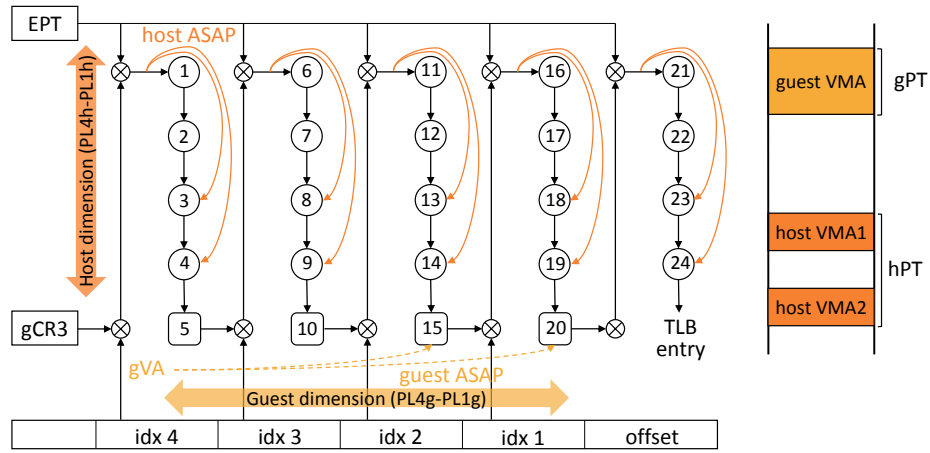 EPT
host ASAP
1 6 11 16 21
guest VMA
gPT
2 7 12 17 22
Host dimension (PL4h-PL1h)
3 8 13 18 23
host VMA1
4 9 14 19 24
hPT
host VMA2
gCR3
5 10 15 20
TLB
entry
gVA
guest ASAP
Guest dimension (PL4g-PL1g)
idx 4 idx 3 idx 2 idx 1 offset